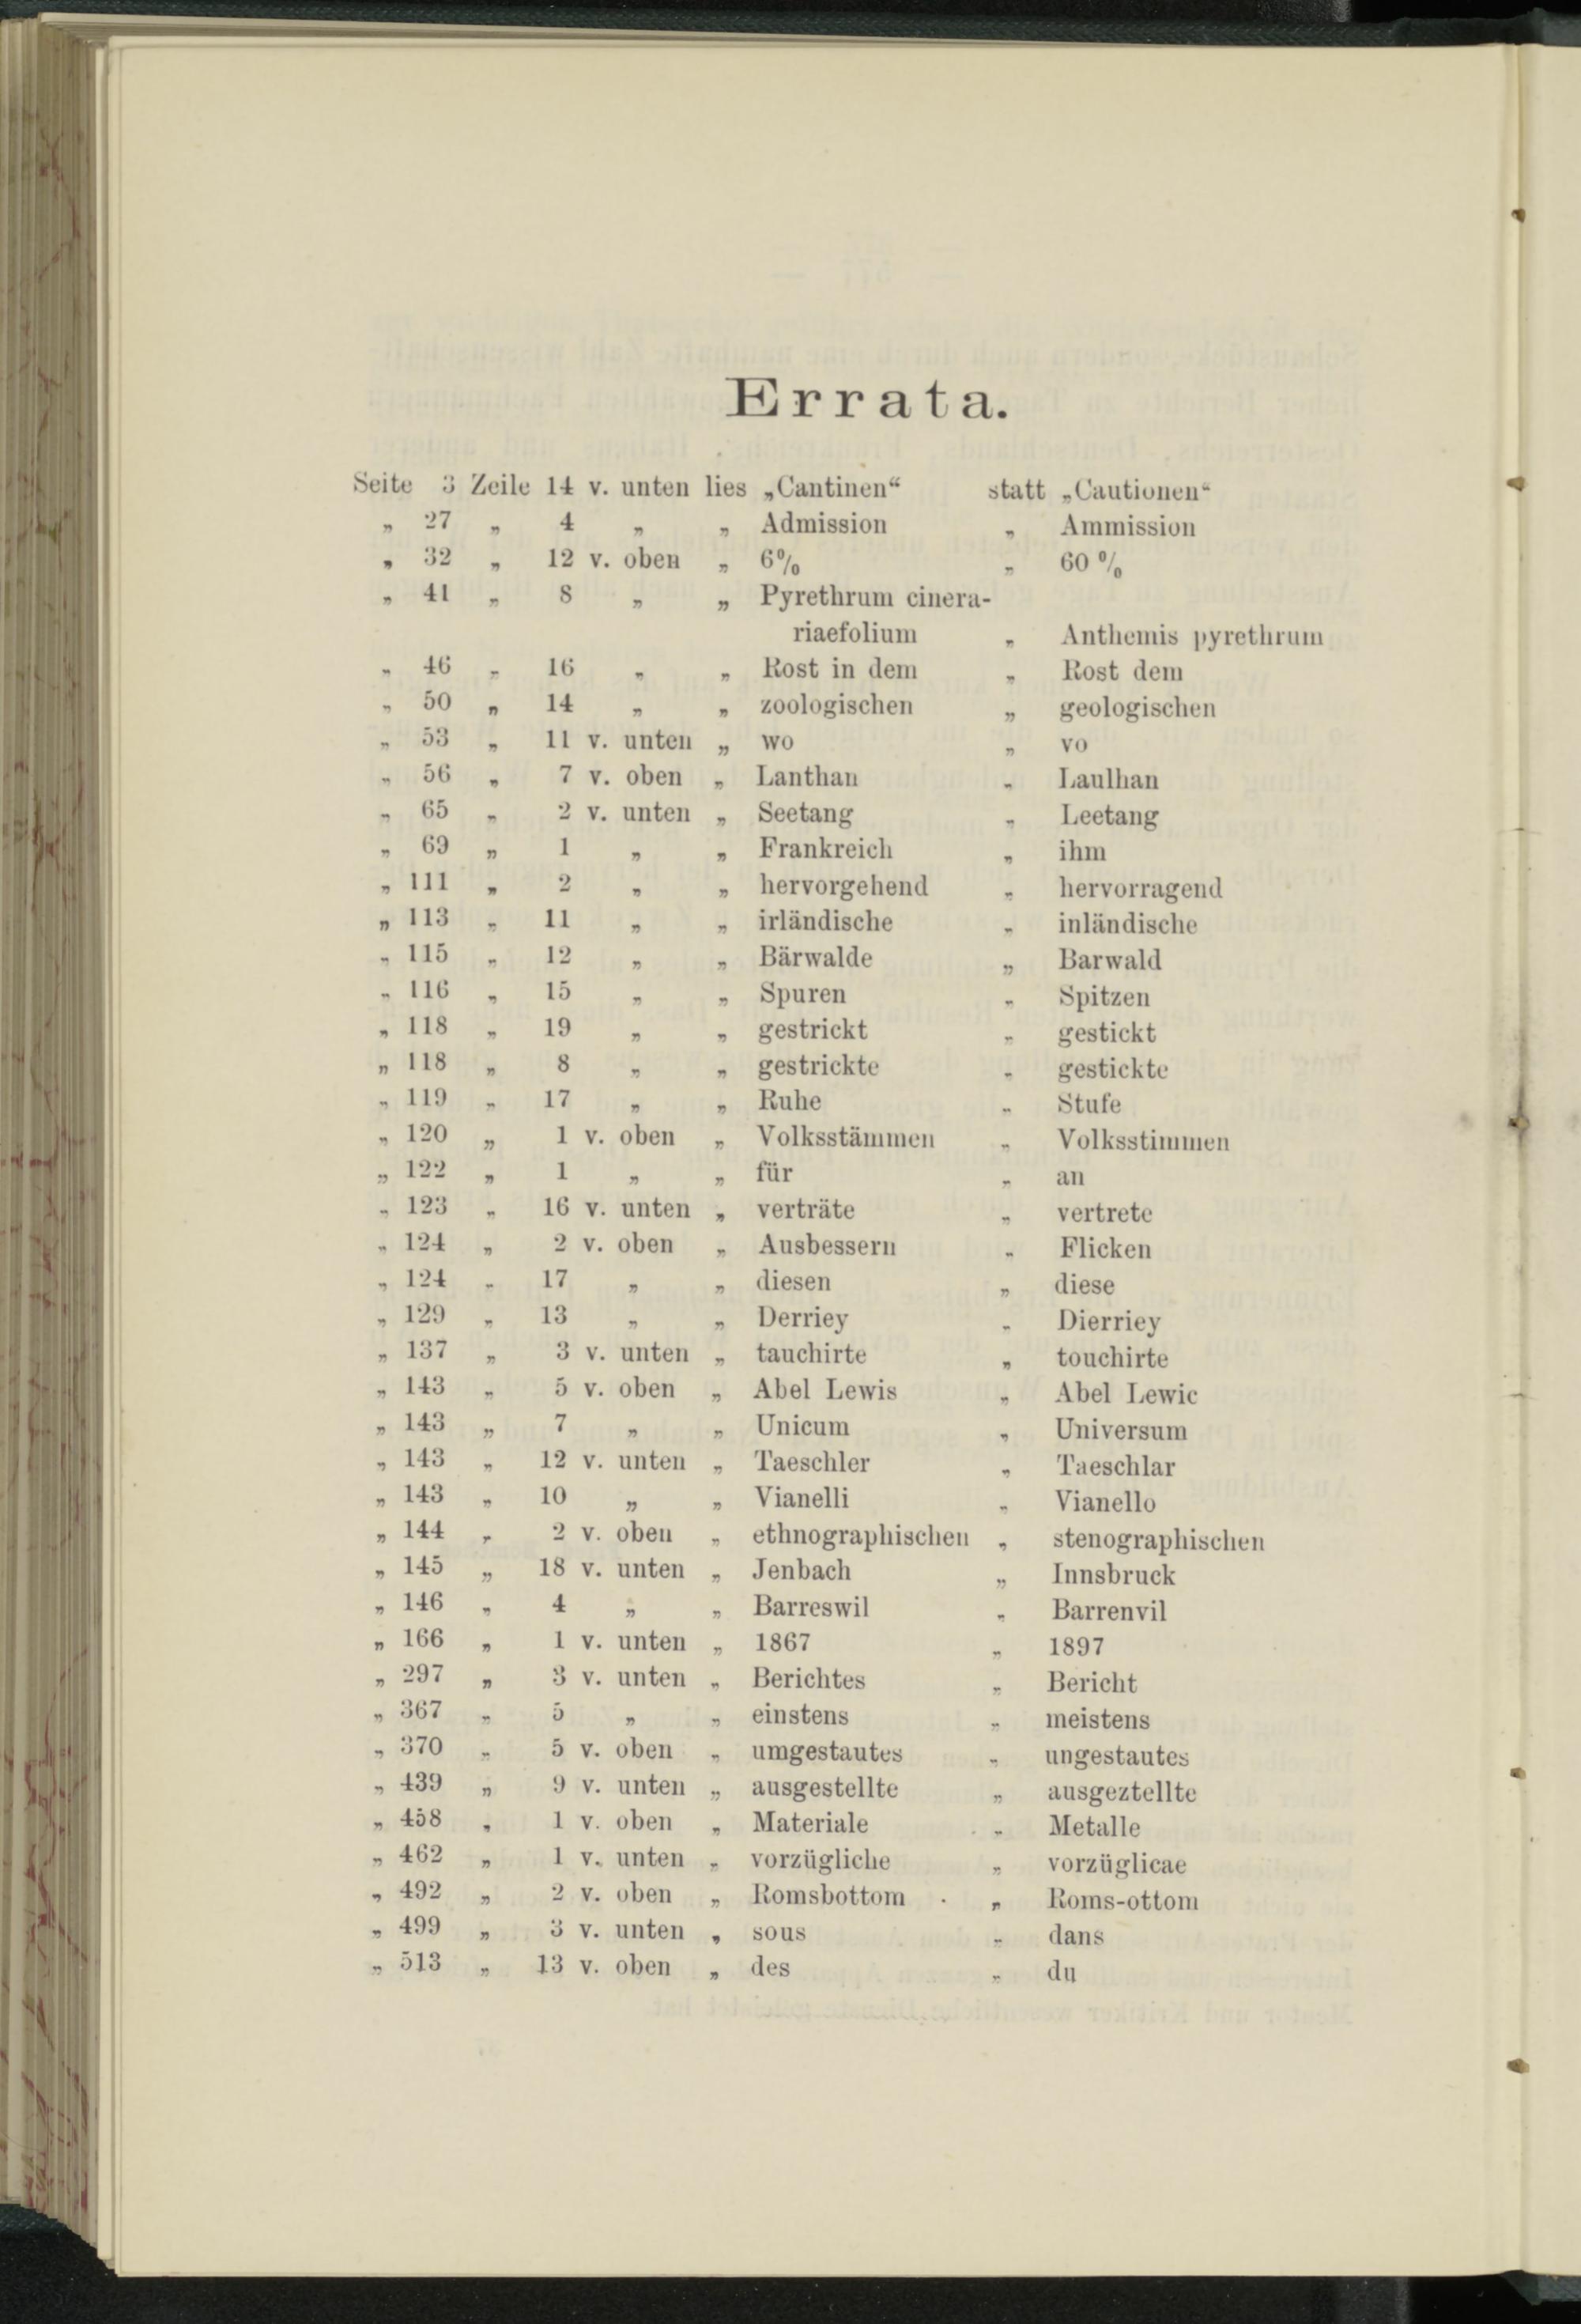 Errata.
Seite 3 Zeile 14 v. unten lies „Cantinen“ statt „Cautionen“
„ 27 „ 4 „ „ Admission „ Ammission
„ 32 „ 12 v. oben „ 6% „ 60 %
„ 41 „ 8 „ „ Pyrethrum cinera-
riaefolium „ Anthemis pyrethrum
„ 46 „ 16 „ „ Rost in dem „ Rost dem
„ 50 „ 14 „ „ zoologischen „ geologischen
„ 53 „ 11 v. unten „ wo „ vo
„ 56 „ 7 v. oben „ Lanthan „ Laulhan
„ 65 „ 2 v. unten „ Seetang „ Leetang
„ 69 „ 1 „ „ Frankreich „ ihm
„ 111 „ 2 „ „ hervorgehend „ hervorragend
„ 113 „ 11 „ „ irländische „ inländische
„ 115 „ 12 „ „ Bärwalde „ Barwald
„ 116 „ 15 „ „ Spuren „ Spitzen
„ 118 „ 19 „ „ gestrickt „ gestickt
„ 118 „ 8 „ „ gestrickte „ gestickte
„ 119 „ 17 „ „ Ruhe „ Stufe
„ 120 „ 1 v. oben „ Volksstämmen „ Volksstimmen
„ 122 „ 1 „ „ für „ an
„ 123 „ 16 v. unten „ verträte „ vertrete
„ 124 „ 2 v. oben „ Ausbessern „ Flicken
„ 124 „ 17 „ „ diesen „ diese
„ 129 „ 13 „ „ Derriey „ Dierriey
„ 137 „ 3 v. unten „ tauchirte „ touchirte
„ 143 „ 5 v. oben „ Abel Lewis „ Abel Lewic
„ 143 „ 7 „ „ Unicum „ Universum
„ 143 „ 12 v. unten „ Taeschler „ Taeschlar
„ 143 „ 10 „ „ Vianelli „ Vianello
„ 144 „ 2 v. oben „ ethnographischen „ stenographischen
„ 145 „ 18 v. unten „ Jenbach „ Innsbruck
„ 146 „ 4 „ „ Barreswil „ Barrenvil
„ 166 „ 1 v. unten „ 1867 „ 1897
„ 297 „ 3 v. unten „ Berichtes „ Bericht
„ 367 „ 5 „ „ einstens „ meistens
„ 370 „ 5 v. oben „ umgestautes „ ungestautes
„ 439 „ 9 v. unten „ ausgestellte „ ausgeztellte
„ 458 „ 1 v. oben „ Materiale „ Metalle
„ 462 „ 1 v. unten „ vorzügliche „ vorzüglicae
„ 492 „ 2 v. oben „ Romsbottom „ Roms-ottom
„ 499 „ 3 v. unten „ sous „ dans
„ 513 „ 13 v. oben „ des „ du